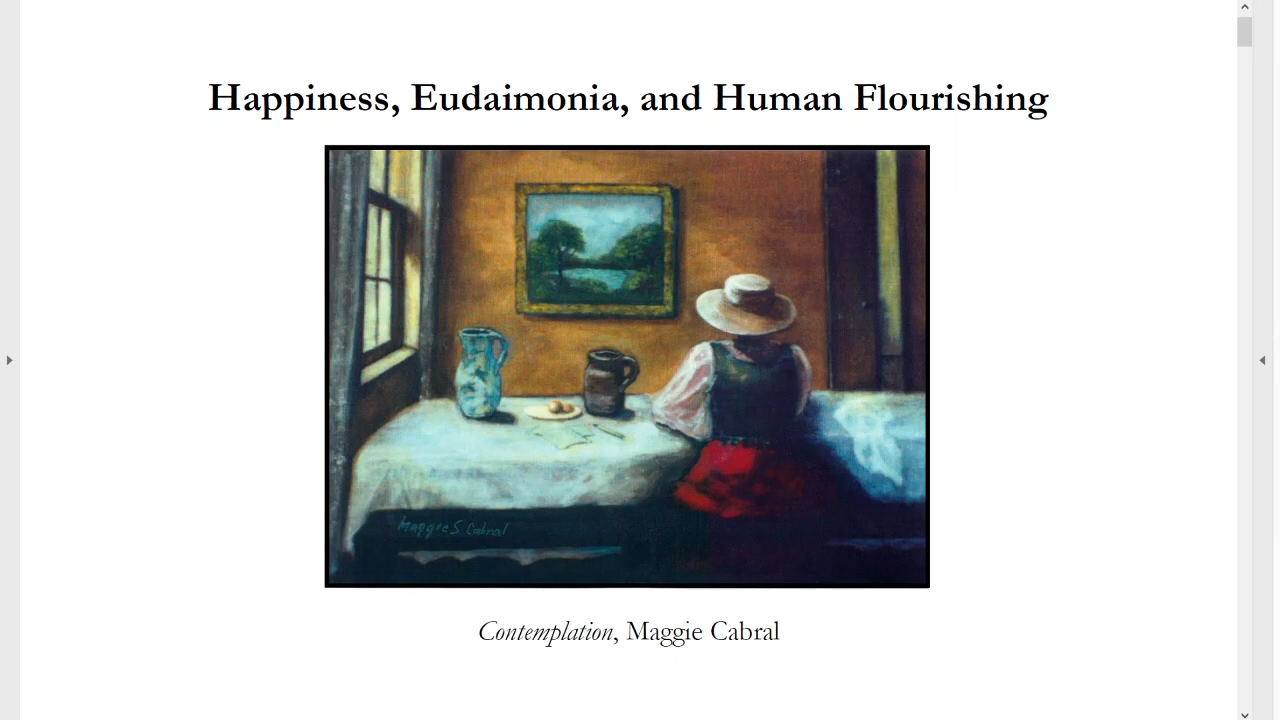 Happiness, Eudaimonia, and Human Flourishing
Maggie S Cabral
Contemplation, Maggie Cabral